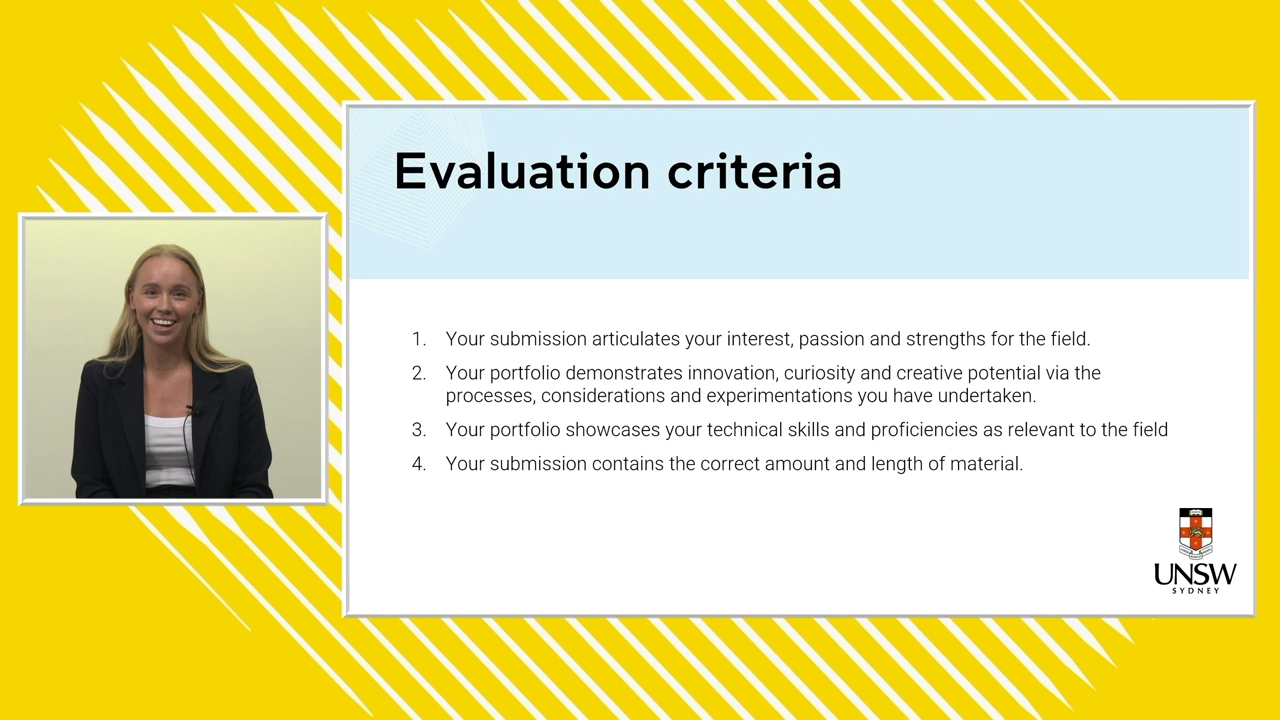 Evaluation criteria
1. Your submission articulates your interest, passion and strengths for the field.
2. Your portfolio demonstrates innovation, curiosity and creative potential via the
processes, considerations and experimentations you have undertaken.
3. Your portfolio showcases your technical skills and proficiencies as relevant to the field
4. Your submission contains the correct amount and length of material.
UNSW
SYDNEY